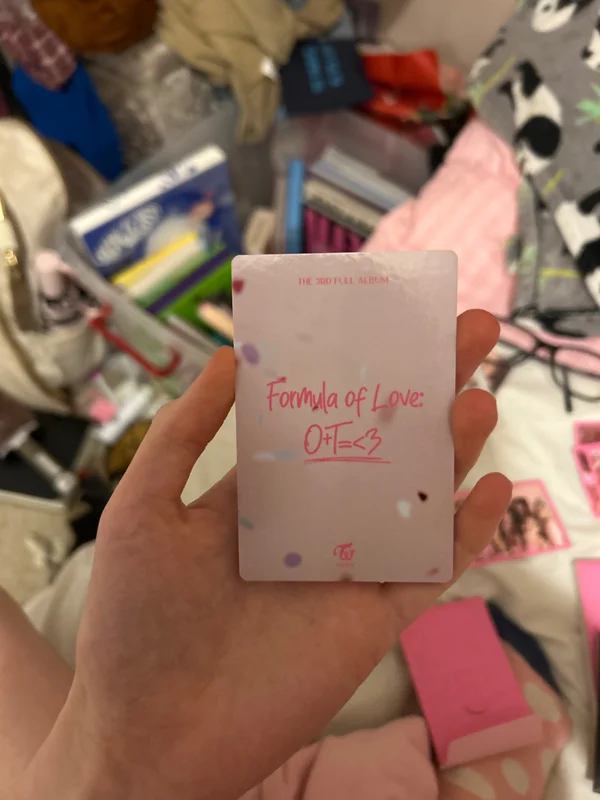 THE 3RD FULL ALBUM
Formula of Love:
O+T=<3